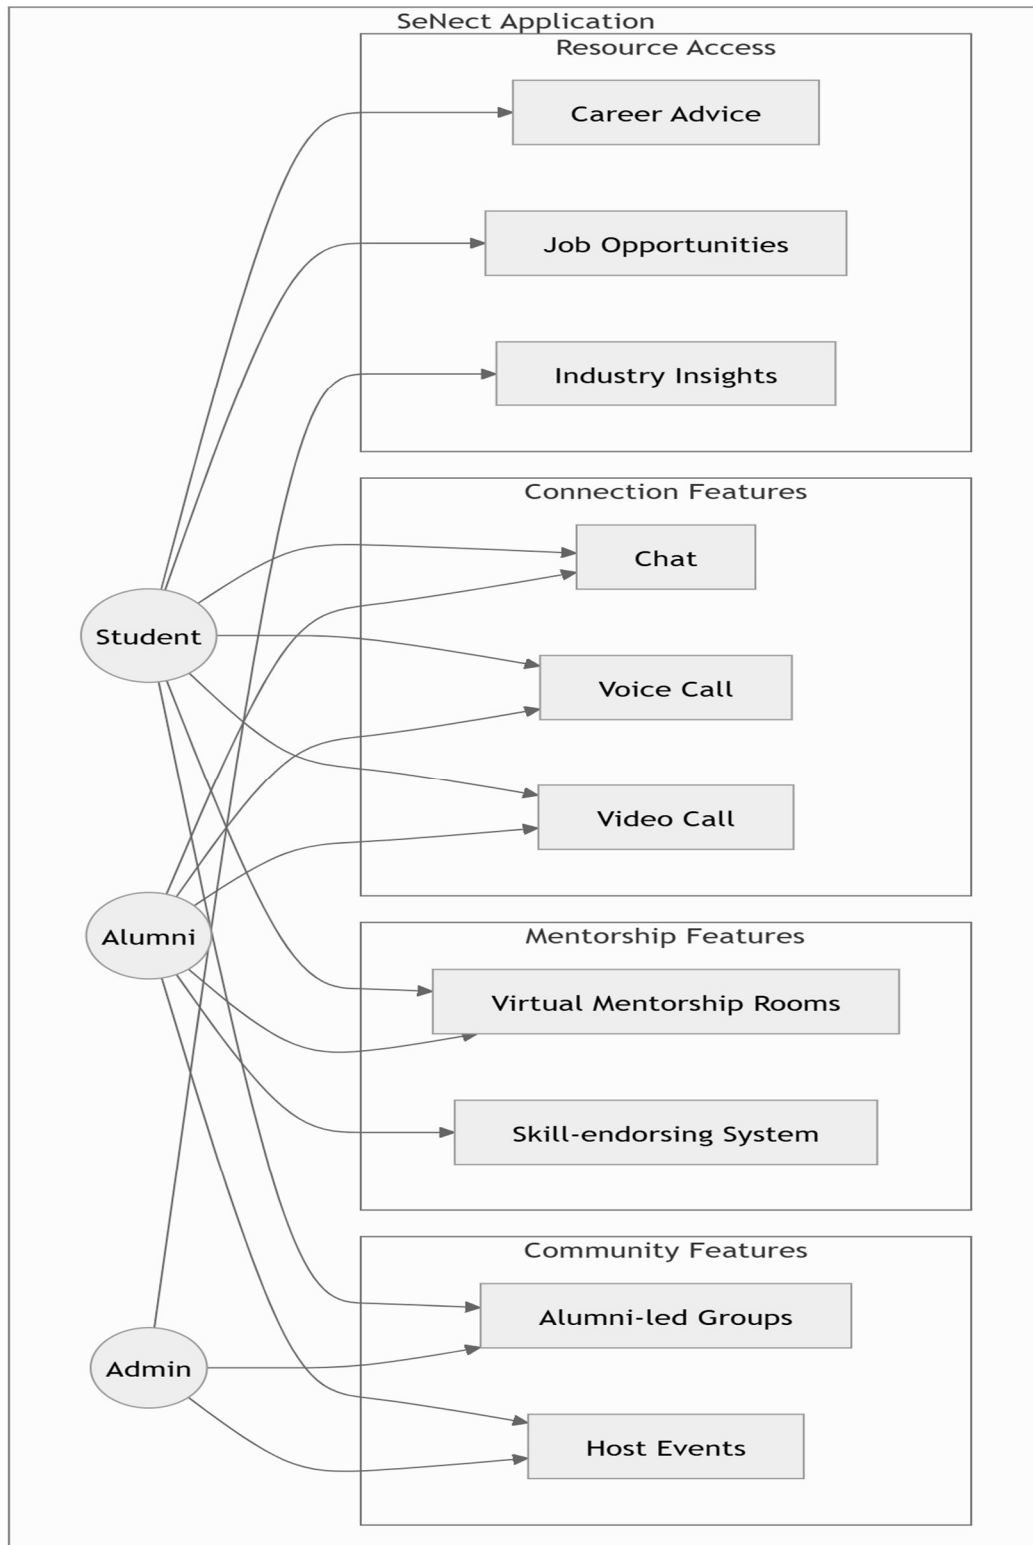 SeNect Application
Resource Access
Career Advice
Job Opportunities
Industry Insights
Connection Features
Chat
Student
Voice Call
Video Call
Alumni
Mentorship Features
Virtual Mentorship Rooms
Skill-endorsing System
Community Features
Alumni-led Groups
Admin
Host Events